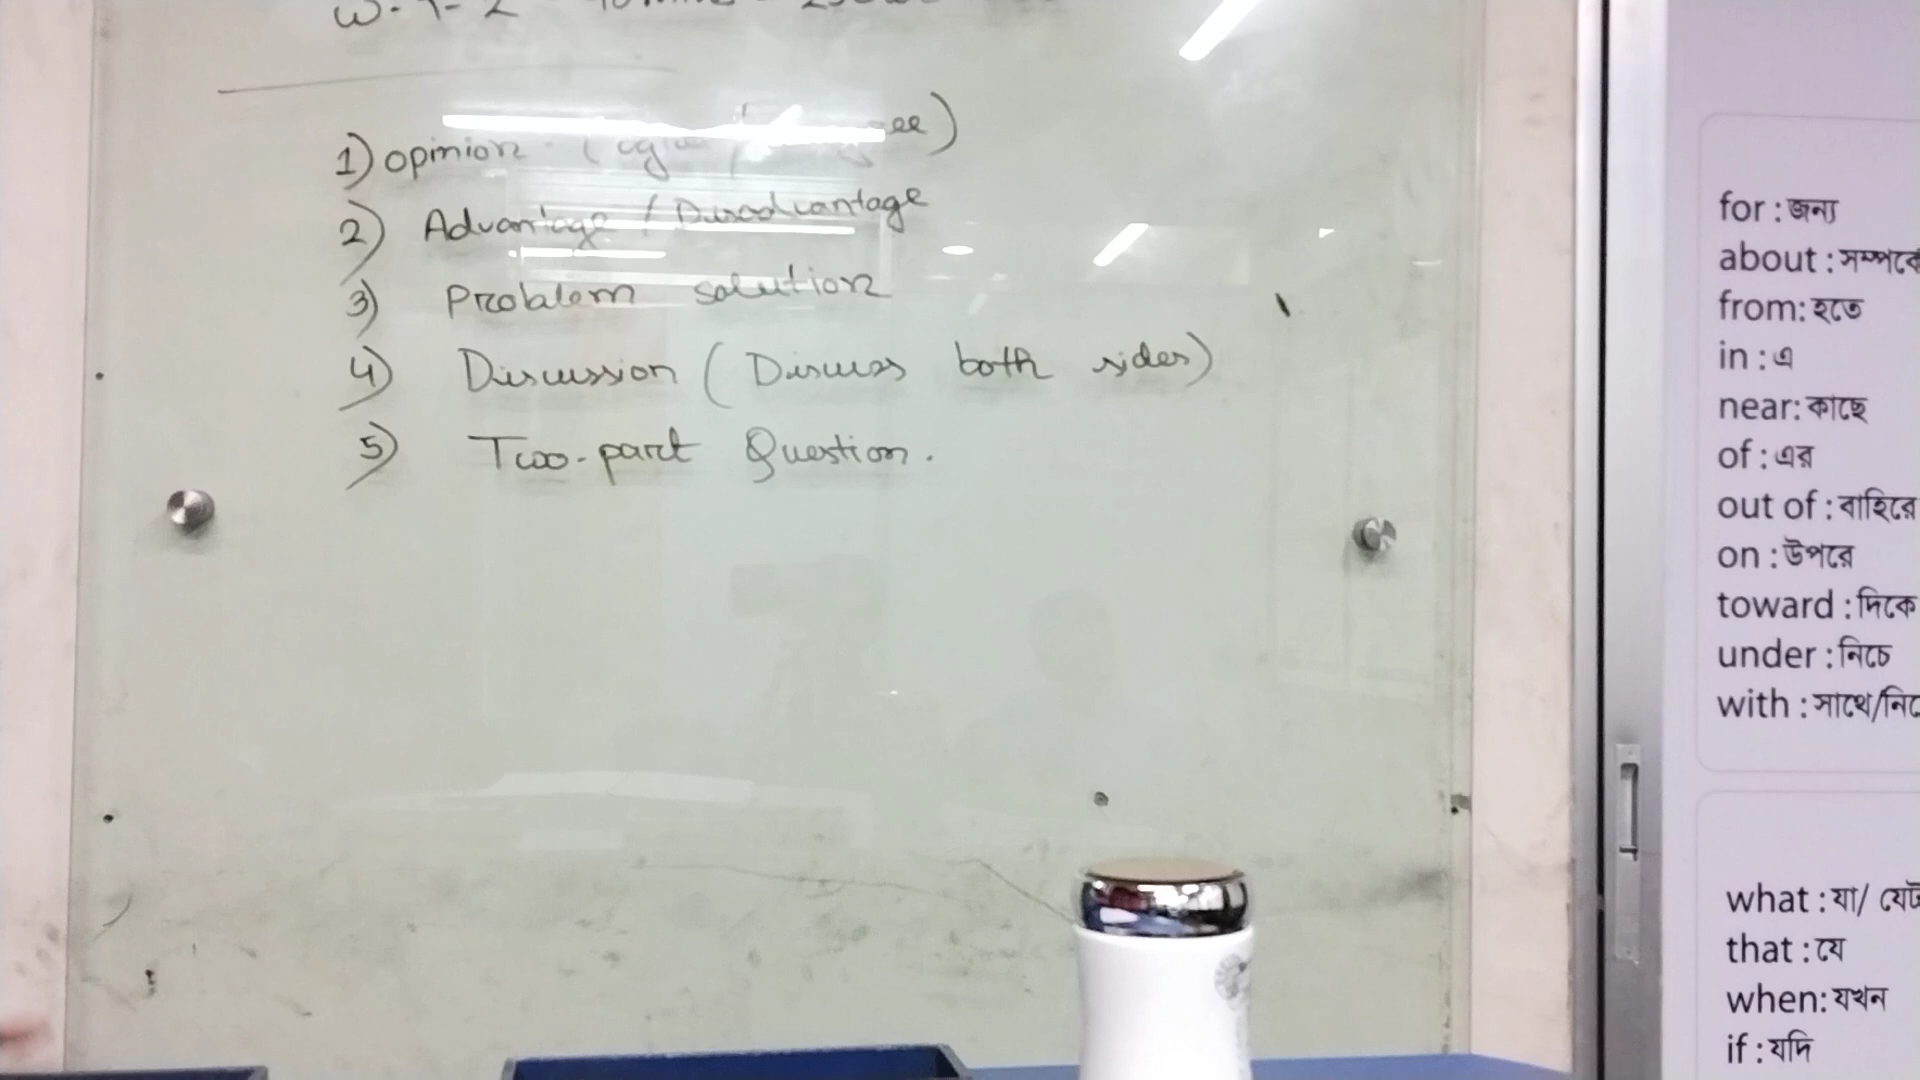 W.T-2
1) opinion
2) Advantage / Disadvantage
3) Problem solution
4) Discussion (Discuss both sides)
5) Two-part Question.
for : জন্য
about :
from: হতে
in : এ
near: কাছে
of : এর
out of : বাহিরে
on : উপরে
toward : দিকে
under : নিচে
with : সাথে/
what : যা/
that : যে
when: যখন
if : যদি